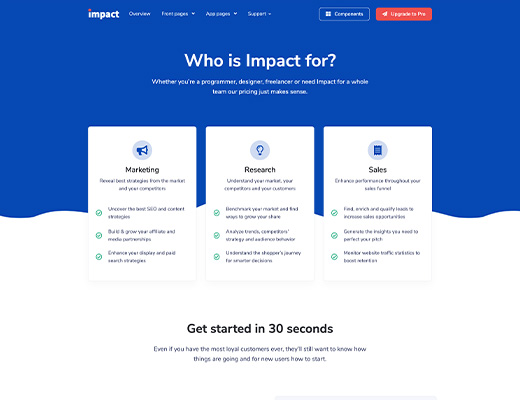 impact Overview Front pages App pages Support Components Upgrade to Pro
Who is Impact for?
Whether you're a programmer, designer, freelancer or need Impact for a whole
team our pricing just makes sense.
Marketing
Reveal best strategies from the market
and your competitors
Uncover the best SEO and content
strategies
Build & grow your affiliate and
media partnerships
Enhance your display and paid
search strategies
Research
Understand your market, your
competitors and your customers
Benchmark your market and find
ways to grow your share
Analyze trends, competitors'
strategy and audience behavior
Understand the shopper's journey
for smarter decisions
Sales
Enhance performance throughout your
sales funnel
Find, enrich and qualify leads to
increase sales opportunities
Generate the insights you need to
perfect your pitch
Monitor website traffic statistics to
boost retention
Get started in 30 seconds
Even if you have the most loyal customers ever, they'll still want to know how
things are going and for new users how to start.